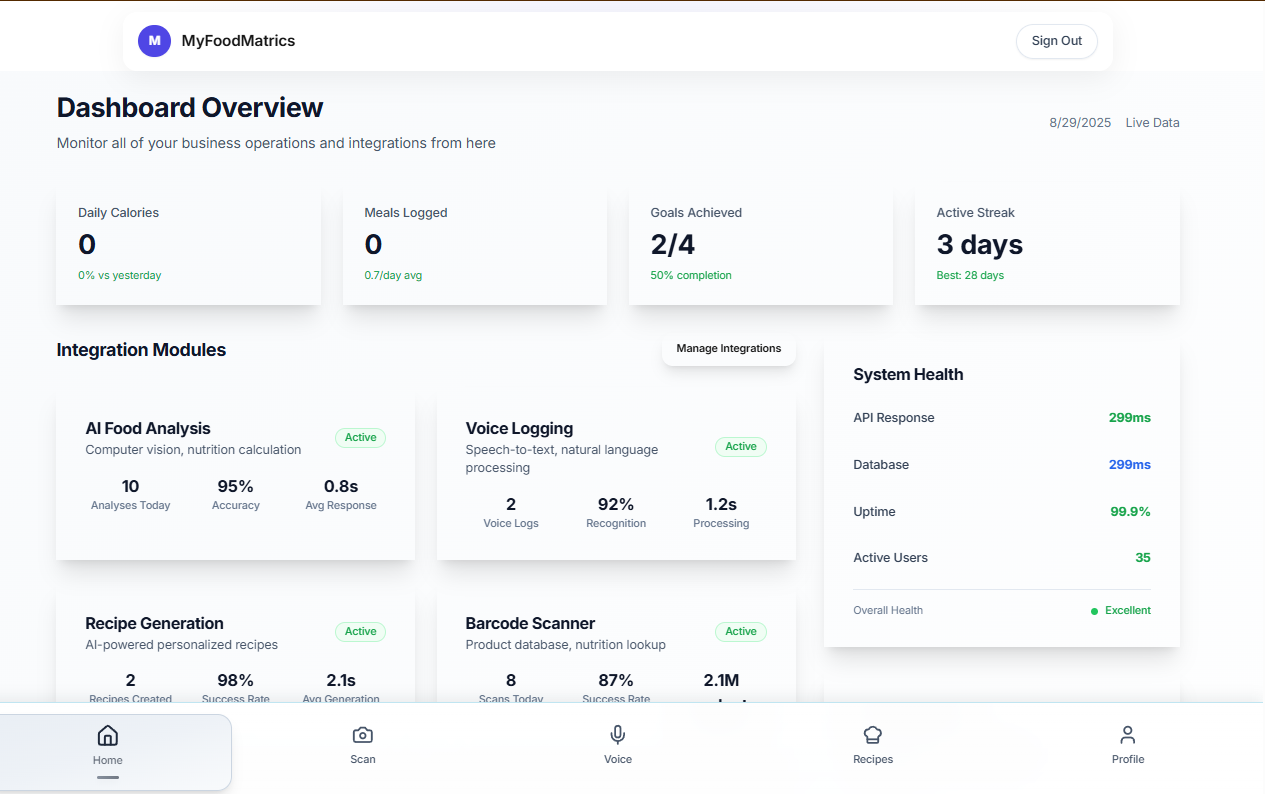 M MyFoodMatrics Sign Out
Dashboard Overview
8/29/2025 Live Data
Monitor all of your business operations and integrations from here
Daily Calories
0
0% vs yesterday
Meals Logged
0
0.7/day avg
Goals Achieved
2/4
50% completion
Active Streak
3 days
Best: 28 days
Integration Modules
Manage Integrations
AI Food Analysis
Computer vision, nutrition calculation
Active
10 95% 0.8s
Analyses Today Accuracy Avg Response
Voice Logging
Speech-to-text, natural language
processing
Active
2 92% 1.2s
Voice Logs Recognition Processing
System Health
API Response 299ms
Database 299ms
Uptime 99.9%
Active Users 35
Overall Health Excellent
Recipe Generation
AI-powered personalized recipes
Active
2 98% 2.1s
Recipes Created Success Rate Avg Generation
Barcode Scanner
Product database, nutrition lookup
Active
8 87% 2.1M
Scans Today Success Rate
Home Scan Voice Recipes Profile